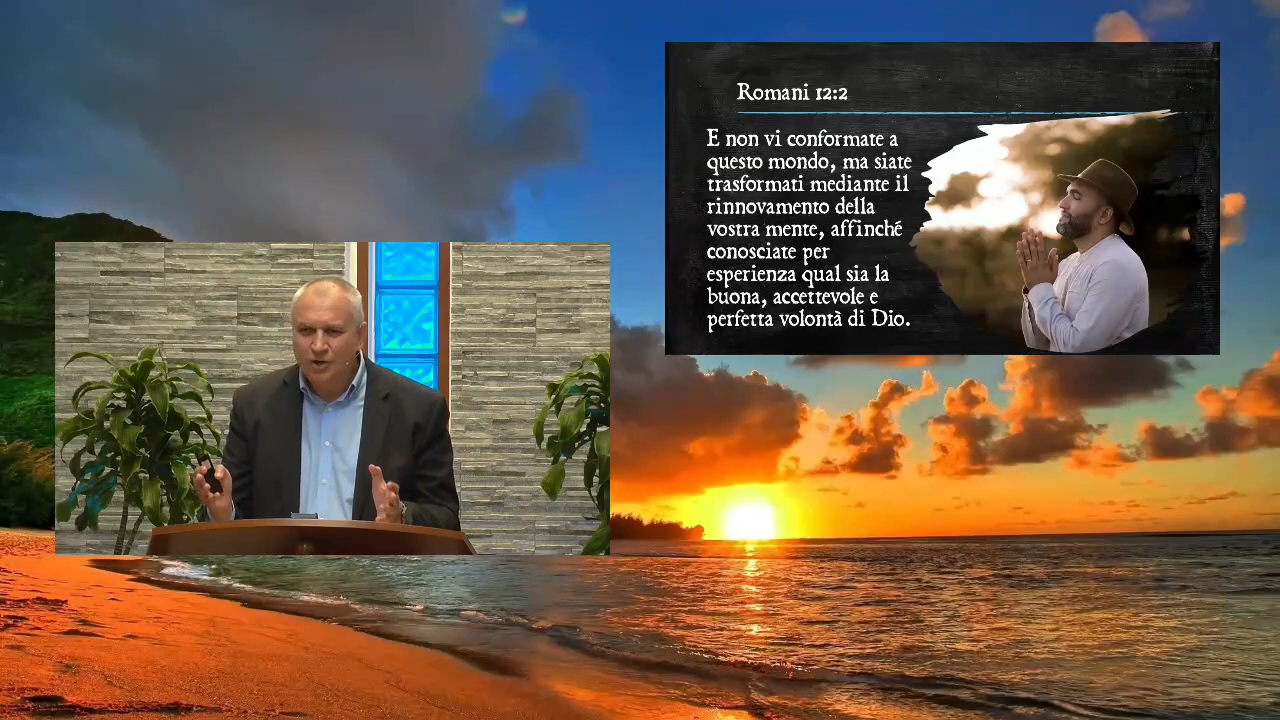 Romani 12:2
E non vi conformate a
questo mondo, ma siate
trasformati mediante il
rinnovamento della
vostra mente, affinché
conosciate per
esperienza qual sia la
buona, accettevole e
perfetta volontà di Dio.